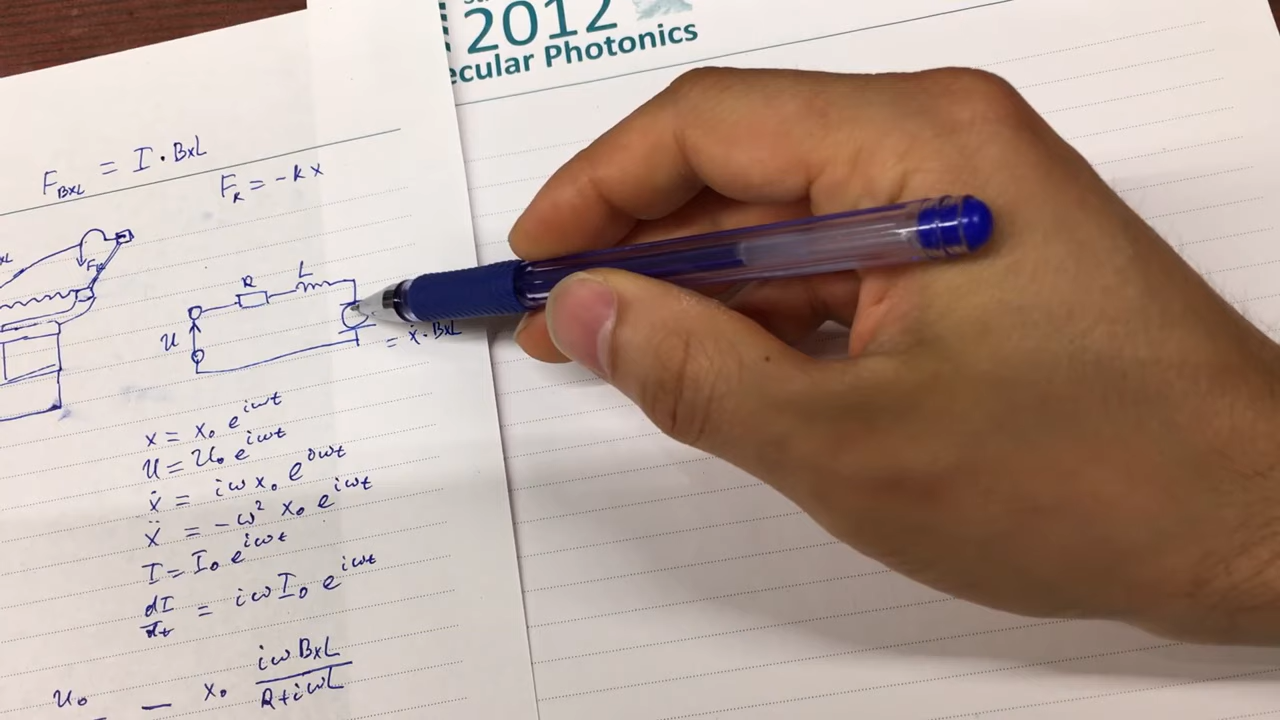 2012
ecular Photonics
F_BxL = I · BxL
F_k = -kx
R
L
U
= ẋ · BxL
x = x₀ e^iωt
U = U₀ e^iωt
ẋ = iω x₀ e^iωt
ẍ = -ω² x₀ e^iωt
I = I₀ e^iωt
dI/dt = iω I₀ e^iωt
U₀ — x₀ iω BxL / R+iωL